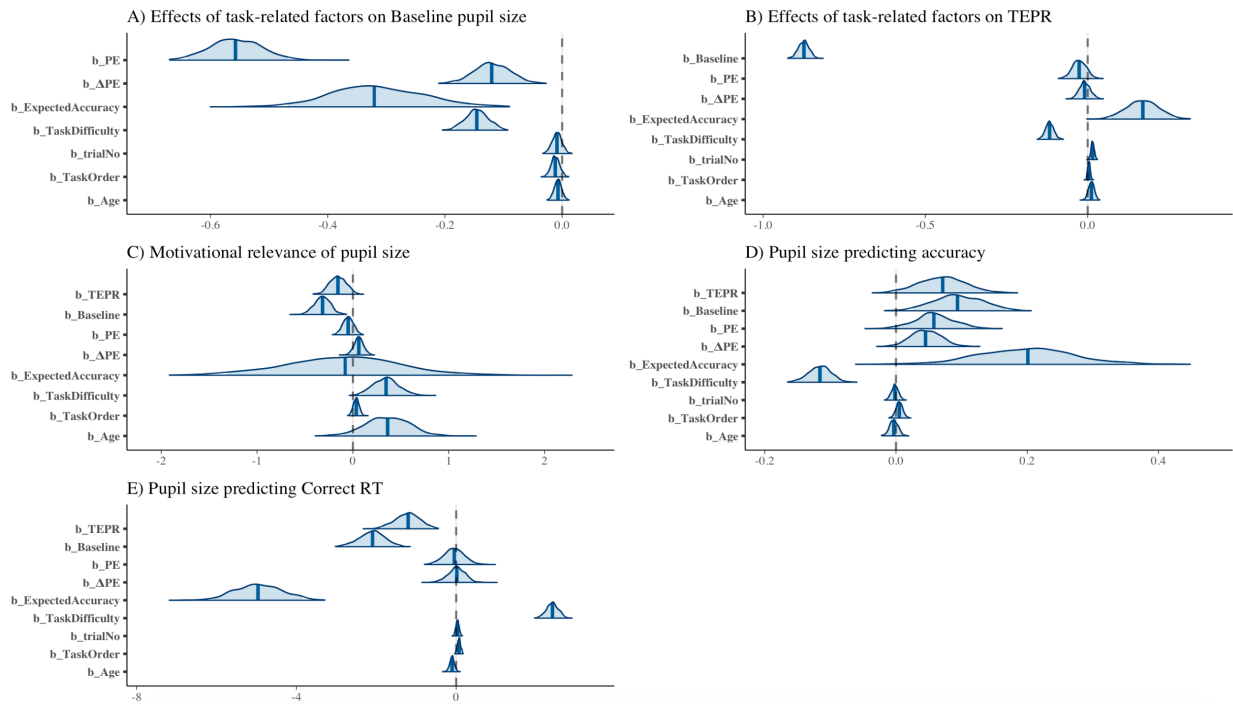 A) Effects of task-related factors on Baseline pupil size
b_PE
b_ΔPE
b_ExpectedAccuracy
b_TaskDifficulty
b_trialNo
b_TaskOrder
b_Age
-0.6 -0.4 -0.2 0.0
B) Effects of task-related factors on TEPR
b_Baseline
b_PE
b_ΔPE
b_ExpectedAccuracy
b_TaskDifficulty
b_trialNo
b_TaskOrder
b_Age
-1.0 -0.5 0.0
C) Motivational relevance of pupil size
b_TEPR
b_Baseline
b_PE
b_ΔPE
b_ExpectedAccuracy
b_TaskDifficulty
b_TaskOrder
b_Age
-2 -1 0 1 2
D) Pupil size predicting accuracy
b_TEPR
b_Baseline
b_PE
b_ΔPE
b_ExpectedAccuracy
b_TaskDifficulty
b_trialNo
b_TaskOrder
b_Age
-0.2 0.0 0.2 0.4
E) Pupil size predicting Correct RT
b_TEPR
b_Baseline
b_PE
b_ΔPE
b_ExpectedAccuracy
b_TaskDifficulty
b_trialNo
b_TaskOrder
b_Age
-8 -4 0